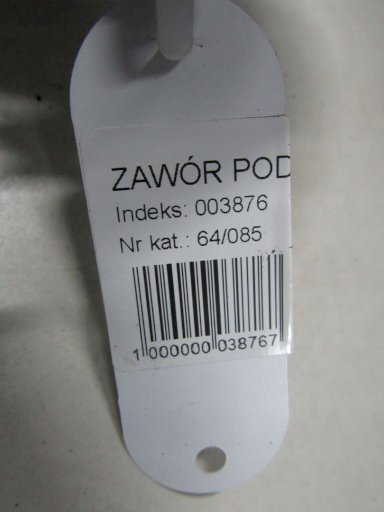 ZAWÓR POD
Indeks: 003876
Nr kat.: 64/085
1 000000 038767